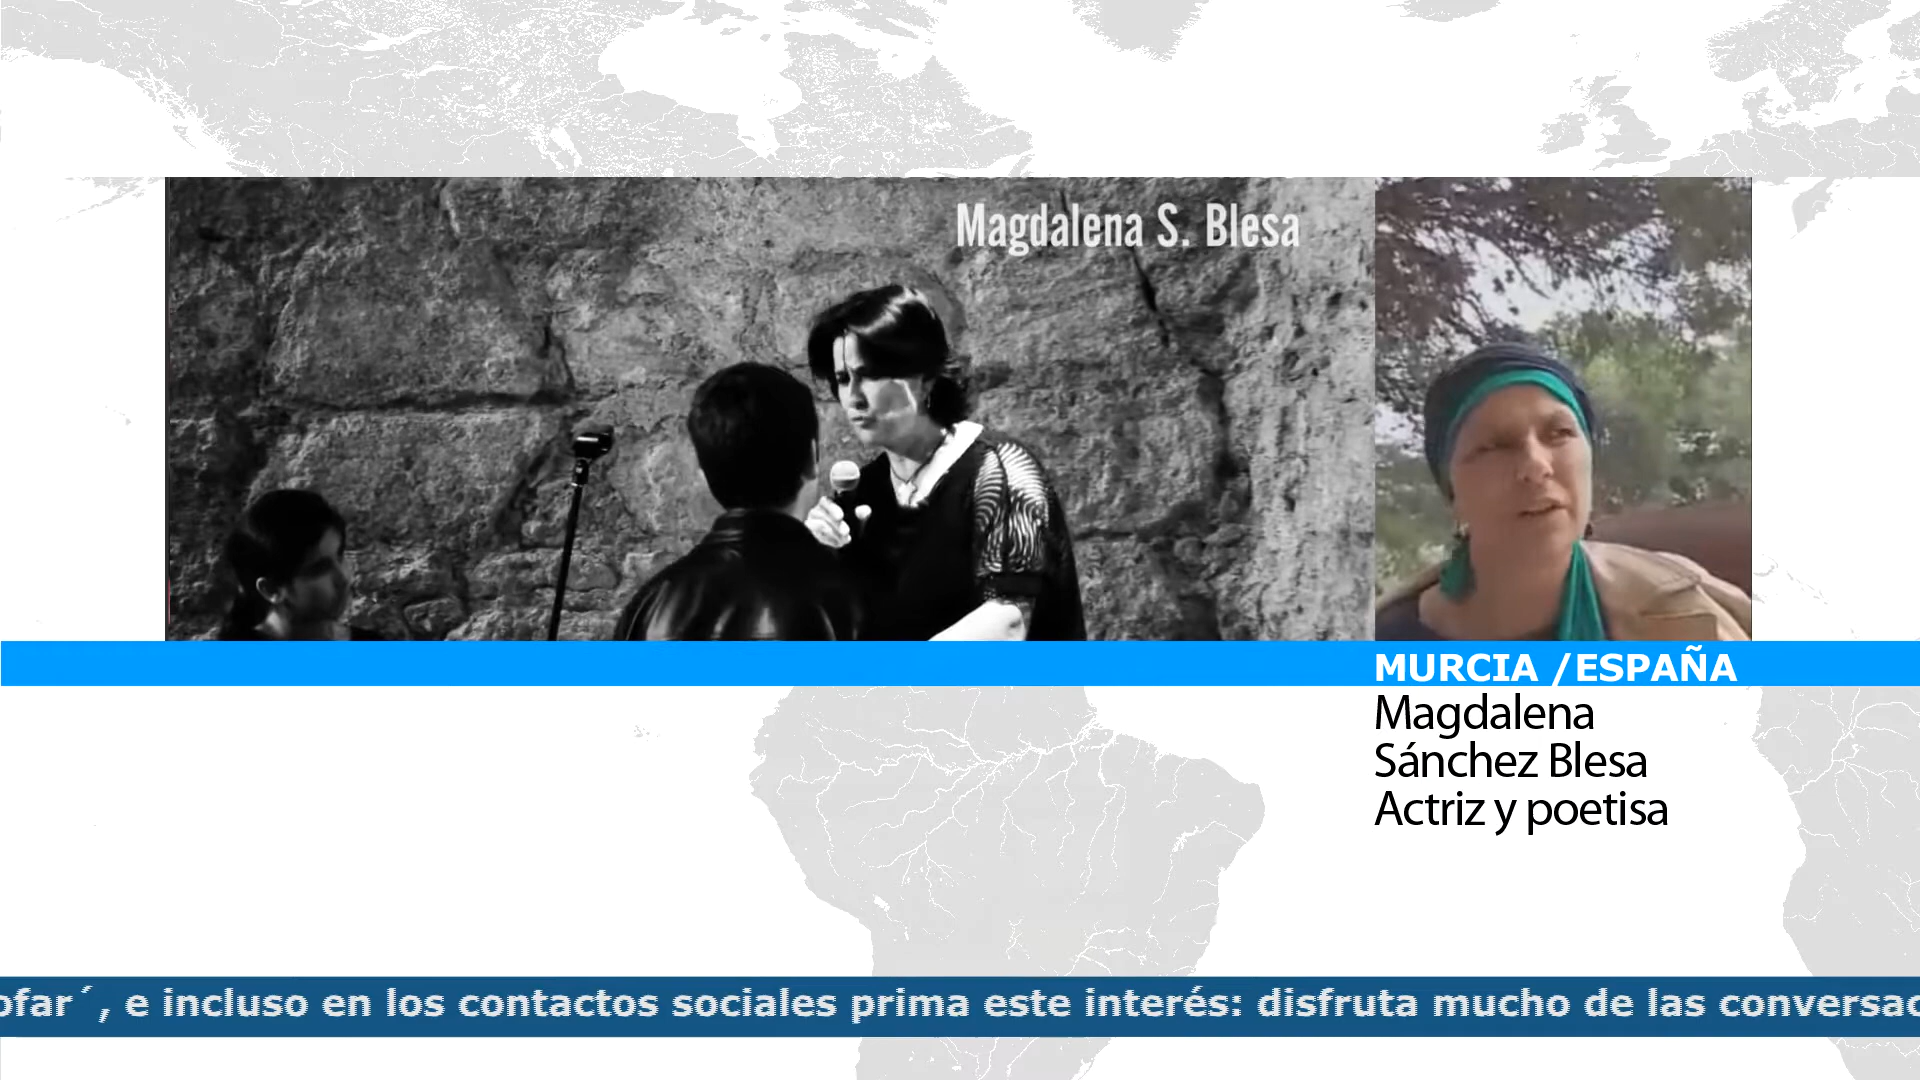 Magdalena S. Blesa
MURCIA /ESPAÑA
Magdalena
Sánchez Blesa
Actriz y poetisa
ofar´, e incluso en los contactos sociales prima este interés: disfruta mucho de las conversac